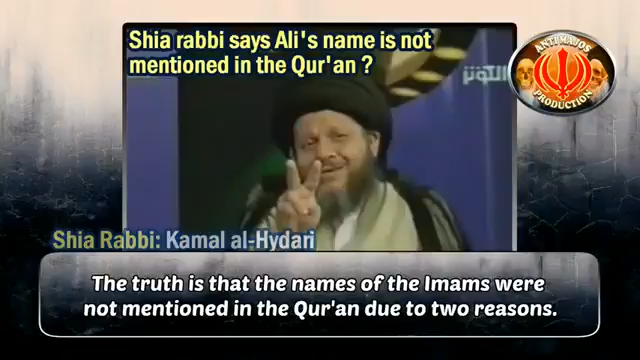 Shia rabbi says Ali's name is not
mentioned in the Qur'an ?
ANTIMAJOS
PRODUCTION
الكوثر
Shia Rabbi: Kamal al-Hydari
The truth is that the names of the Imams were
not mentioned in the Qur'an due to two reasons.